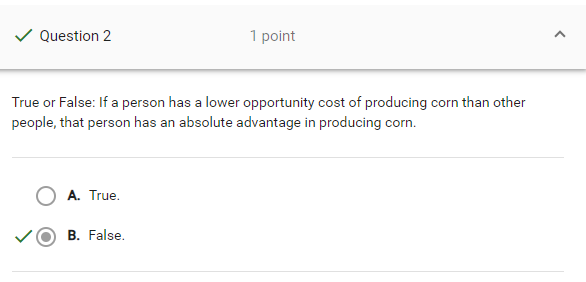 Question 2 1 point
True or False: If a person has a lower opportunity cost of producing corn than other
people, that person has an absolute advantage in producing corn.
A. True.
B. False.